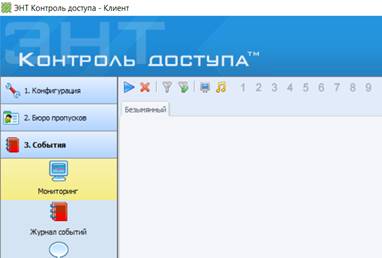 ЭНТ Контроль доступа - Клиент
ЭНТ
Контроль доступа™
1. Конфигурация
1 2 3 4 5 6 7 8 9
Безымянный
2. Бюро пропусков
3. События
Мониторинг
Журнал событий